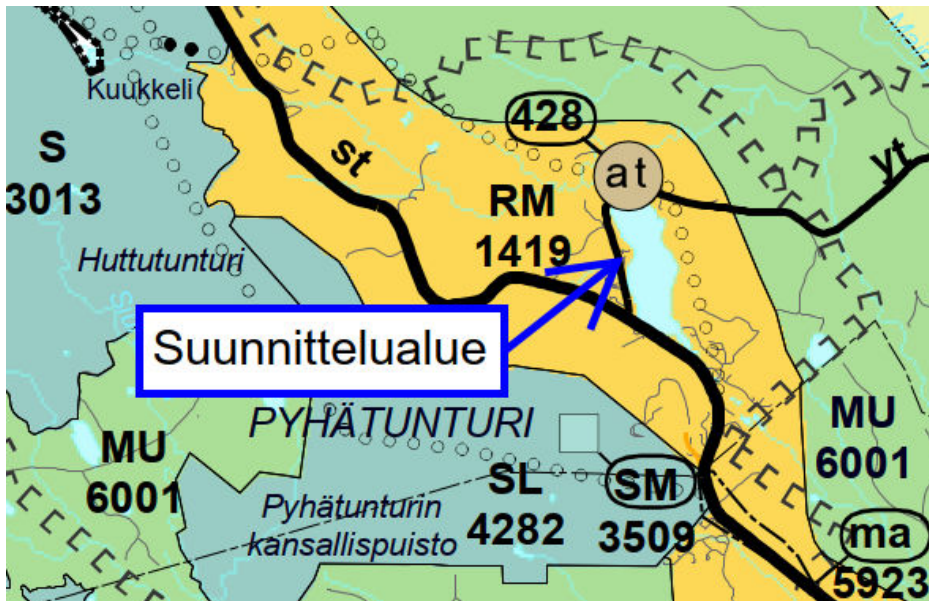 Kuukkeli
S
3013
st
428
at
yt
RM
1419
Huttutunturi
Suunnittelualue
PYHÄTUNTURI
MU
6001
MU
6001
SL
4282
SM
3509
Pyhätunturin
kansallispuisto
ma
5923